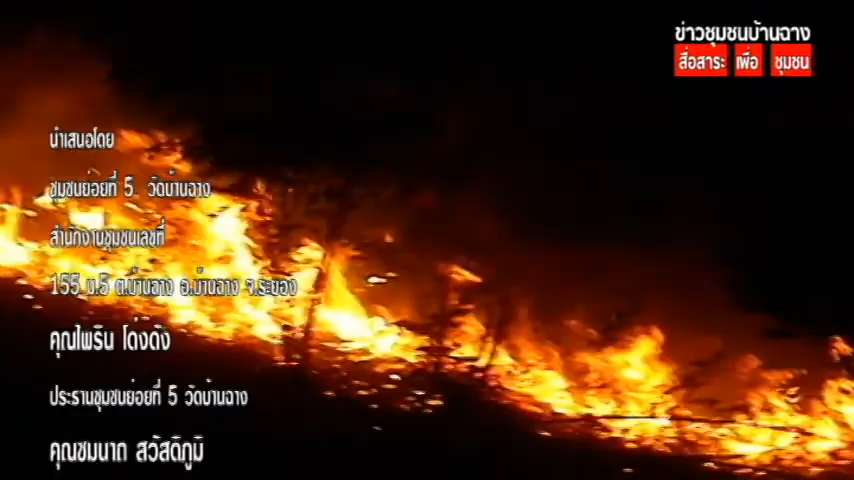 ข่าวชุมชนบ้านฉาง
สื่อสาระ เพื่อ ชุมชน
นำเสนอโดย
ชุมชนย่อยที่ 5 วัดบ้านฉาง
สำนักงานชุมชนเลขที่
155 ม.5 ต.บ้านฉาง อ.บ้านฉาง จ.ระยอง
คุณไพริน โด่งดัง
ประธานชุมชนย่อยที่ 5 วัดบ้านฉาง
คุณชมนาถ สวัสดิภูมิ